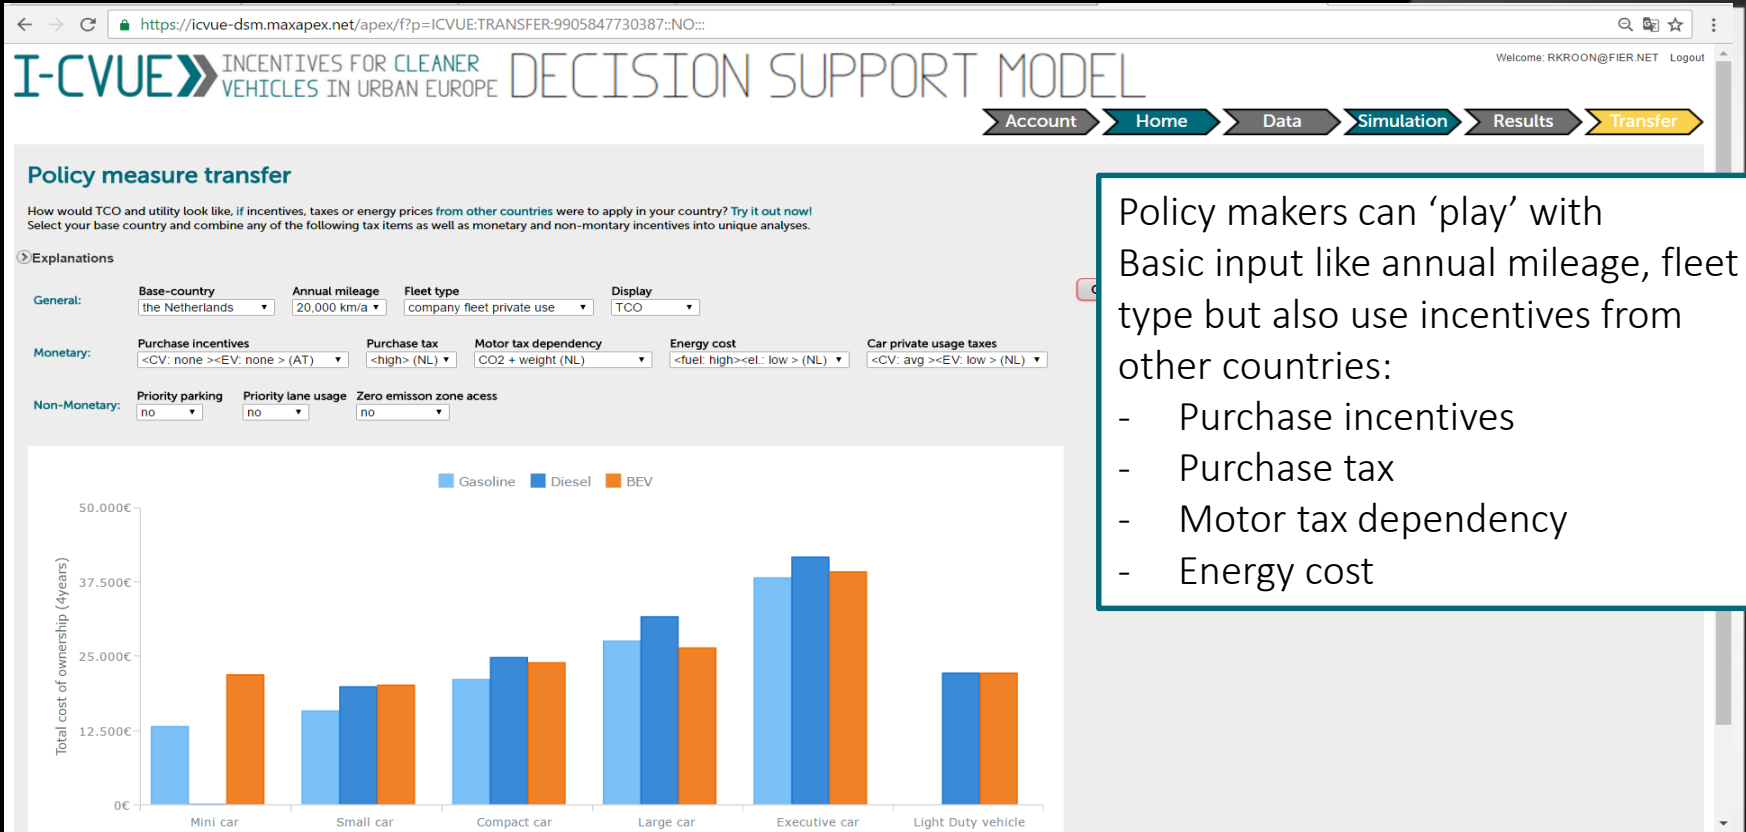 https://icvue-dsm.maxapex.net/apex/f?p=ICVUE:TRANSFER:9905847730387::NO:::
I-CVUE INCENTIVES FOR CLEANER VEHICLES IN URBAN EUROPE DECISION SUPPORT MODEL
Welcome: RKROON@FIER.NET Logout
Account Home Data Simulation Results Transfer
Policy measure transfer
How would TCO and utility look like, if incentives, taxes or energy prices from other countries were to apply in your country? Try it out now!
Select your base country and combine any of the following tax items as well as monetary and non-montary incentives into unique analyses.
Explanations
Base-country Annual mileage Fleet type Display
General: the Netherlands 20,000 km/a company fleet private use TCO
Purchase incentives Purchase tax Motor tax dependency Energy cost Car private usage taxes
Monetary: <CV: none ><EV: none > (AT) <high> (NL) CO2 + weight (NL) <fuel: high><el.: low > (NL) <CV: avg ><EV: low > (NL)
Priority parking Priority lane usage Zero emisson zone acess
Non-Monetary: no no no
Gasoline Diesel BEV
Total cost of ownership (4years)
50.000€
37.500€
25.000€
12.500€
0€
Mini car Small car Compact car Large car Executive car Light Duty vehicle
Policy makers can ‘play’ with
Basic input like annual mileage, fleet
type but also use incentives from
other countries:
- Purchase incentives
- Purchase tax
- Motor tax dependency
- Energy cost